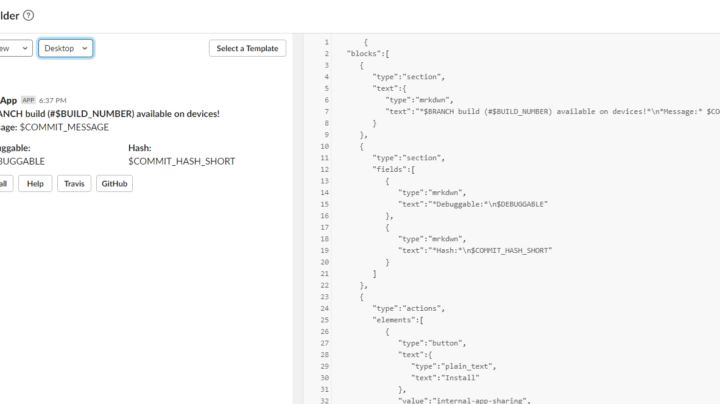 lder ?
ew
Desktop
Select a Template
App APP 6:37 PM
ANCH build (#$BUILD_NUMBER) available on devices!
sage: $COMMIT_MESSAGE
ggable:
Hash:
BUGGABLE
$COMMIT_HASH_SHORT
all
Help
Travis
GitHub
1 {
2 "blocks":[
3 {
4 "type":"section",
5 "text":{
6 "type":"mrkdwn",
7 "text":"*$BRANCH build (#$BUILD_NUMBER) available on devices!*\n*Message:* $CO
8 }
9 },
10 {
11 "type":"section",
12 "fields":[
13 {
14 "type":"mrkdwn",
15 "text":"*Debuggable:*\n$DEBUGGABLE"
16 },
17 {
18 "type":"mrkdwn",
19 "text":"*Hash:*\n$COMMIT_HASH_SHORT"
20 }
21 ]
22 },
23 {
24 "type":"actions",
25 "elements":[
26 {
27 "type":"button",
28 "text":{
29 "type":"plain_text",
30 "text":"Install"
31 },
32 "value":"internal-app-sharing",